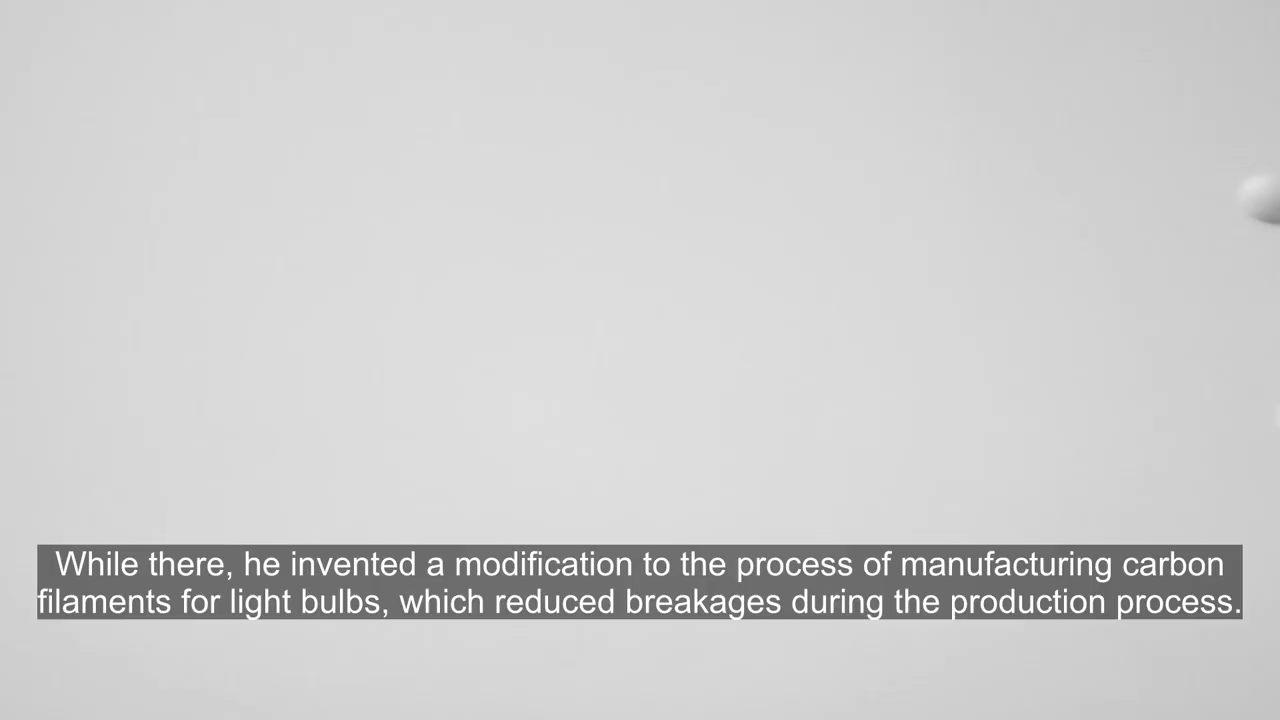 While there, he invented a modification to the process of manufacturing carbon
filaments for light bulbs, which reduced breakages during the production process.